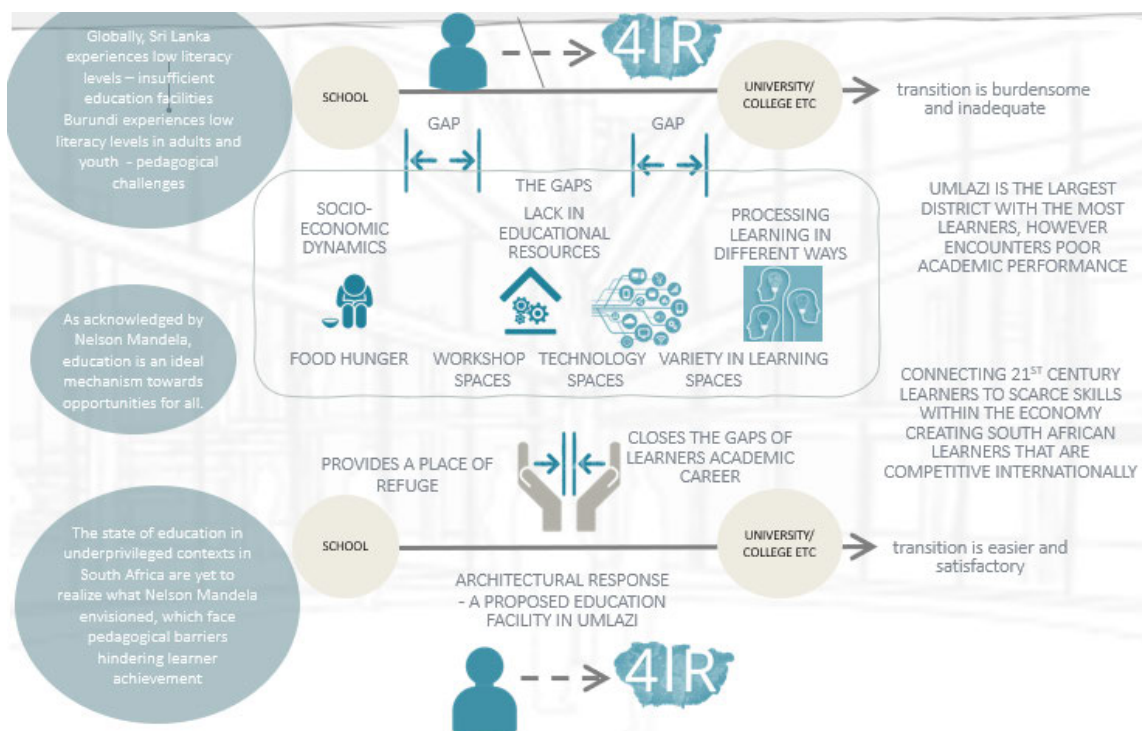 Globally, Sri Lanka
experiences low literacy
levels – insufficient
education facilities
Burundi experiences low
literacy levels in adults and
youth - pedagogical
challenges
SCHOOL
4IR
UNIVERSITY/
COLLEGE ETC
transition is burdensome
and inadequate
GAP
GAP
THE GAPS
SOCIO-
ECONOMIC
DYNAMICS
LACK IN
EDUCATIONAL
RESOURCES
PROCESSING
LEARNING IN
DIFFERENT WAYS
FOOD HUNGER
WORKSHOP
SPACES
TECHNOLOGY
SPACES
VARIETY IN LEARNING
SPACES
UMLAZI IS THE LARGEST
DISTRICT WITH THE MOST
LEARNERS, HOWEVER
ENCOUNTERS POOR
ACADEMIC PERFORMANCE
As acknowledged by
Nelson Mandela,
education is an ideal
mechanism towards
opportunities for all.
CONNECTING 21ST CENTURY
LEARNERS TO SCARCE SKILLS
WITHIN THE ECONOMY
CREATING SOUTH AFRICAN
LEARNERS THAT ARE
COMPETITIVE INTERNATIONALLY
PROVIDES A PLACE OF
REFUGE
CLOSES THE GAPS OF
LEARNERS ACADEMIC
CAREER
The state of education in
underprivileged contexts in
South Africa are yet to
realize what Nelson Mandela
envisioned, which face
pedagogical barriers
hindering learner
achievement
SCHOOL
UNIVERSITY/
COLLEGE ETC
transition is easier and
satisfactory
ARCHITECTURAL RESPONSE
- A PROPOSED EDUCATION
FACILITY IN UMLAZI
4IR